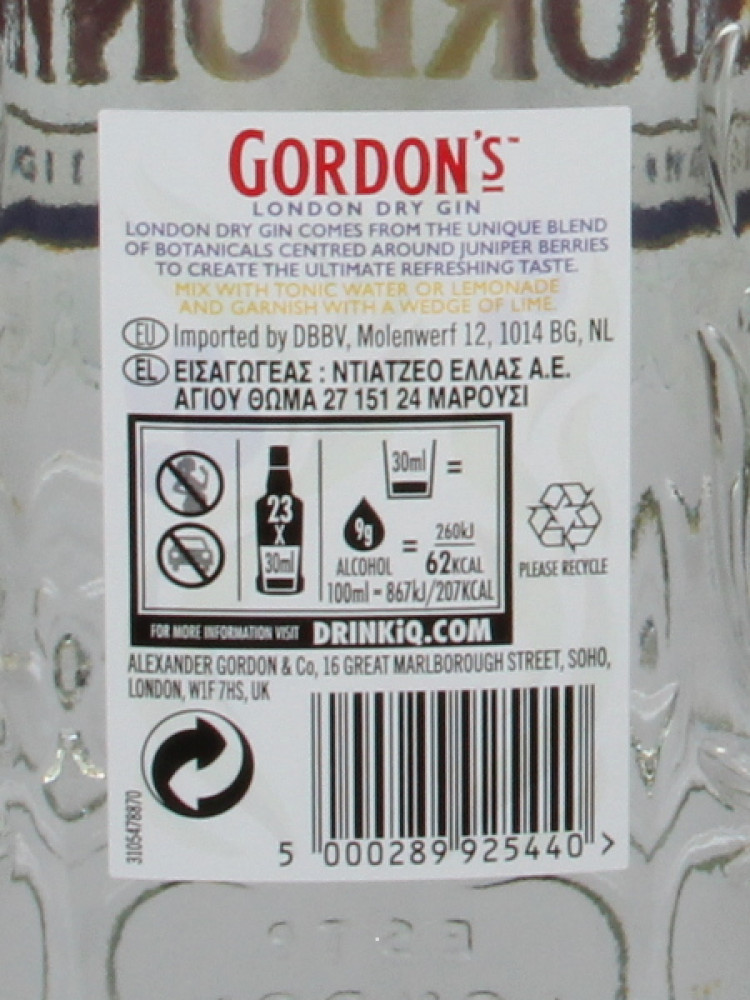 GORDON'S™
LONDON DRY GIN
LONDON DRY GIN COMES FROM THE UNIQUE BLEND
OF BOTANICALS CENTRED AROUND JUNIPER BERRIES
TO CREATE THE ULTIMATE REFRESHING TASTE.
MIX WITH TONIC WATER OR LEMONADE
AND GARNISH WITH A WEDGE OF LIME.
EU Imported by DBBV, Molenwerf 12, 1014 BG, NL
EL ΕΙΣΑΓΩΓΕΑΣ : ΝΤΙΑΤΖΕΟ ΕΛΛΑΣ Α.Ε.
ΑΓΙΟΥ ΘΩΜΑ 27 151 24 ΜΑΡΟΥΣΙ
23
x
30ml
30ml =
9g
ALCOHOL
= 260kJ
62KCAL
100ml = 867kJ/207KCAL
PLEASE RECYCLE
FOR MORE INFORMATION VISIT DRINKiQ.COM
ALEXANDER GORDON & Co, 16 GREAT MARLBOROUGH STREET, SOHO,
LONDON, W1F 7HS, UK
3105478870
5 000289 925440 >